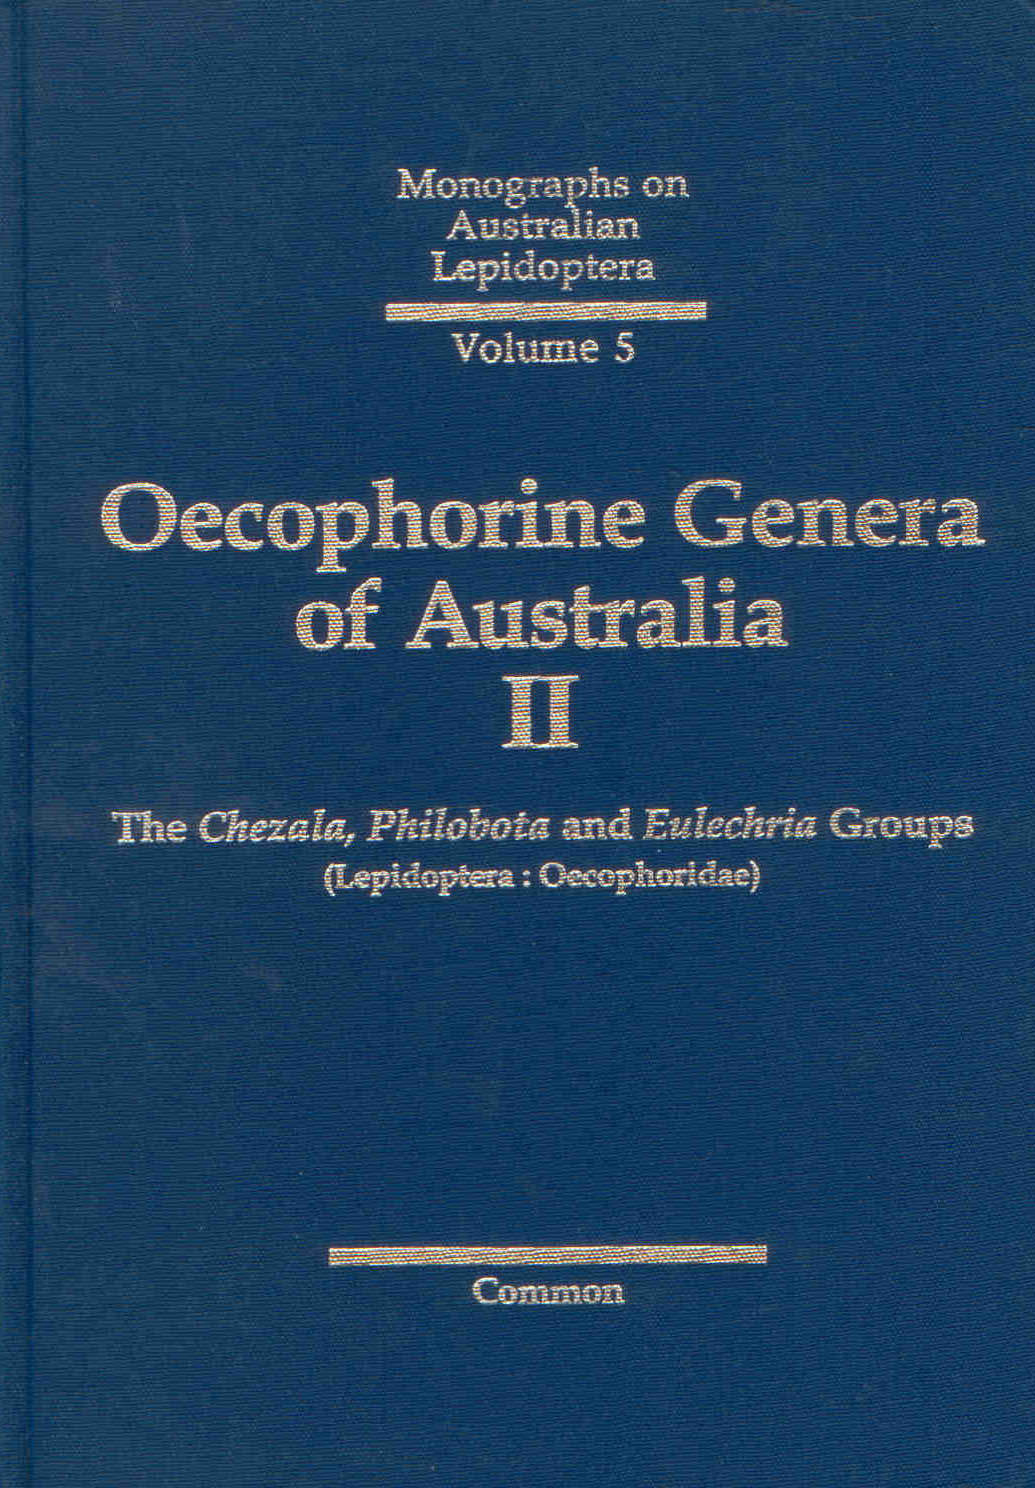 Monographs on
Australian
Lepidoptera
Volume 5
Oecophorine Genera
of Australia
II
The Chezala, Philobota and Eulechria Groups
(Lepidoptera : Oecophoridae)
Common